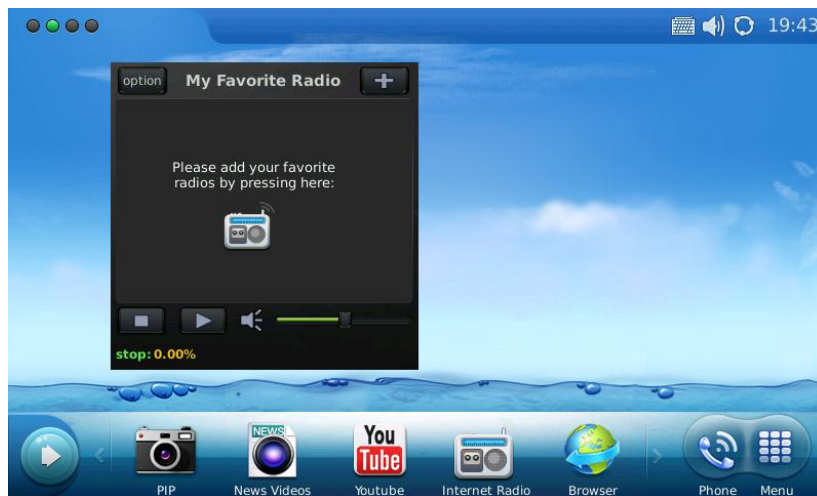 19:43
option My Favorite Radio +
Please add your favorite
radios by pressing here:
stop: 0.00%
NEWS
You
Tube
PIP News Videos Youtube Internet Radio Browser Phone Menu